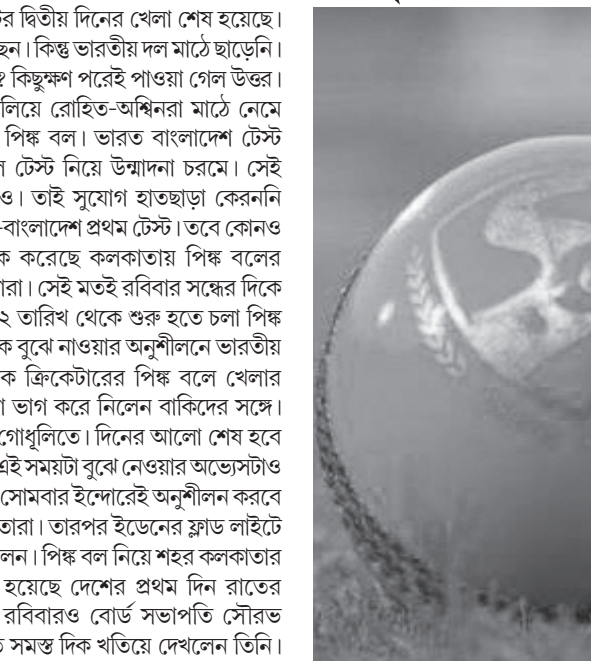 র দ্বিতীয় দিনের খেলা শেষ হয়েছে।
ছেন। কিন্তু ভারতীয় দল মাঠে ছাড়েনি।
কিছুক্ষণ পরেই পাওয়া গেল উত্তর।
লিয়ে রোহিত-অশ্বিনরা মাঠে নেমে
পিঙ্ক বল। ভারত বাংলাদেশ টেস্ট
টেস্ট নিয়ে উন্মাদনা চরমে। সেই
ও। তাই সুযোগ হাতছাড়া কেরননি
-বাংলাদেশ প্রথম টেস্ট। তবে কোনও
ক করেছে কলকাতায় পিঙ্ক বলের
রা। সেই মতই রবিবার সন্ধের দিকে
২ তারিখ থেকে শুরু হতে চলা পিঙ্ক
ক বুঝে নাওয়ার অনুশীলনে ভারতীয়
ক ক্রিকেটারের পিঙ্ক বলে খেলার
া ভাগ করে নিলেন বাকিদের সঙ্গে।
গোধূলিতে। দিনের আলো শেষ হবে
এই সময়টা বুঝে নেওয়ার অভ্যেসটাও
সোমবার ইন্দোরেই অনুশীলন করবে
তারা। তারপর ইডেনের ফ্লাড লাইটে
লন। পিঙ্ক বল নিয়ে শহর কলকাতার
হয়েছে দেশের প্রথম দিন রাতের
রবিবারও বোর্ড সভাপতি সৌরভ
ত সমস্ত দিক খতিয়ে দেখলেন তিনি।